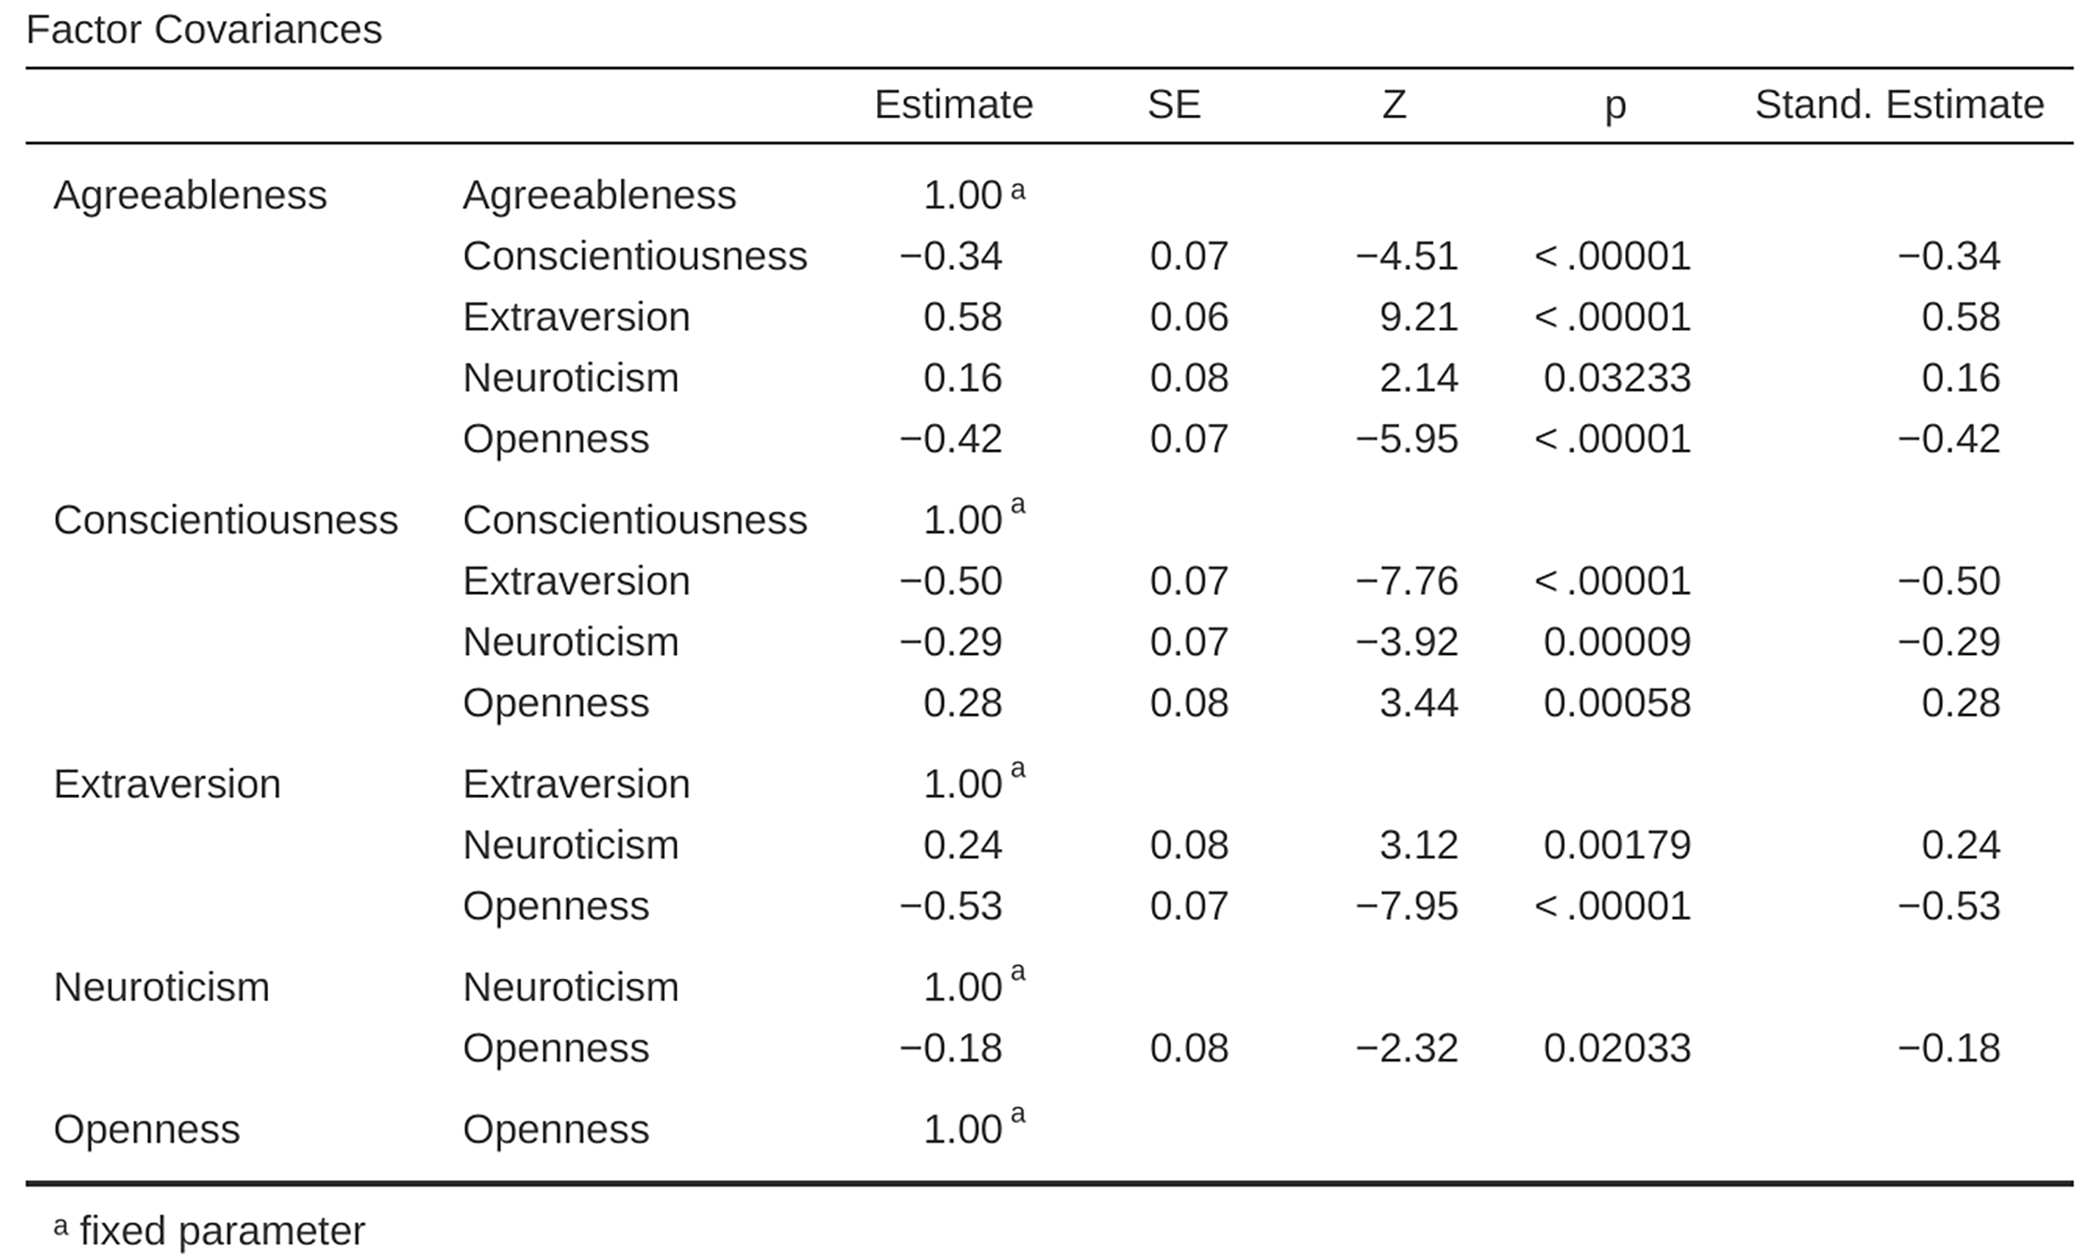 Factor Covariances
Estimate SE Z p Stand. Estimate
Agreeableness Agreeableness 1.00 a
Conscientiousness −0.34 0.07 −4.51 < .00001 −0.34
Extraversion 0.58 0.06 9.21 < .00001 0.58
Neuroticism 0.16 0.08 2.14 0.03233 0.16
Openness −0.42 0.07 −5.95 < .00001 −0.42
Conscientiousness Conscientiousness 1.00 a
Extraversion −0.50 0.07 −7.76 < .00001 −0.50
Neuroticism −0.29 0.07 −3.92 0.00009 −0.29
Openness 0.28 0.08 3.44 0.00058 0.28
Extraversion Extraversion 1.00 a
Neuroticism 0.24 0.08 3.12 0.00179 0.24
Openness −0.53 0.07 −7.95 < .00001 −0.53
Neuroticism Neuroticism 1.00 a
Openness −0.18 0.08 −2.32 0.02033 −0.18
Openness Openness 1.00 a
a fixed parameter